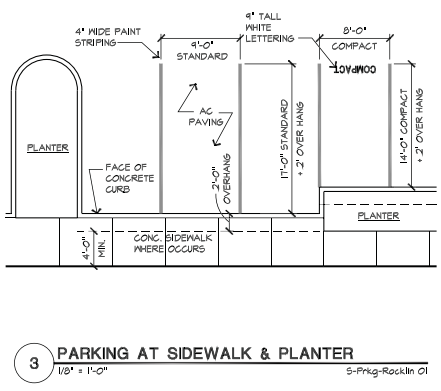 4" WIDE PAINT
STRIPING
9'-0"
STANDARD
9" TALL
WHITE
LETTERING
8'-0"
COMPACT
COMPACT
AC
PAVING
PLANTER
FACE OF
CONCRETE
CURB
2'-0"
OVERHANG
17'-0" STANDARD
+ 2' OVER HANG
14'-0" COMPACT
+ 2' OVER HANG
PLANTER
4'-0"
MIN.
CONC. SIDEWALK
WHERE OCCURS
3
PARKING AT SIDEWALK & PLANTER
1/8" = 1'-0"
S-Prkg-Rocklin 01